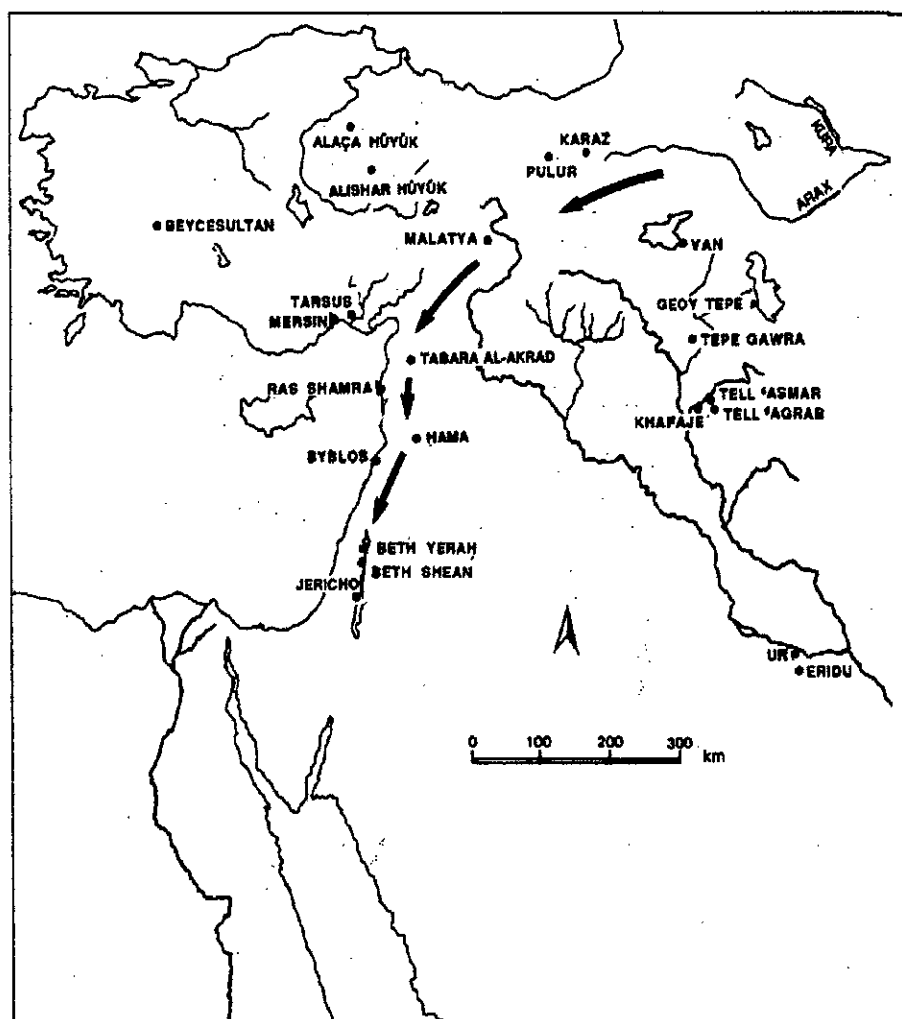 KURA
ARAX
ALAÇA HÜYÜK
KARAZ
PULUR
ALISHAR HÜYÜK
BEYCESULTAN
MALATYA
VAN
TARSUS
MERSIN
GEOY TEPE
TEPE GAWRA
TABARA AL-AKRAD
RAS SHAMRA
TELL ʿASMAR
KHAFAJE
TELL ʿAGRAB
HAMA
BYBLOS
BETH YERAH
BETH SHEAN
JERICHO
UR
ERIDU
0 100 200 300
km